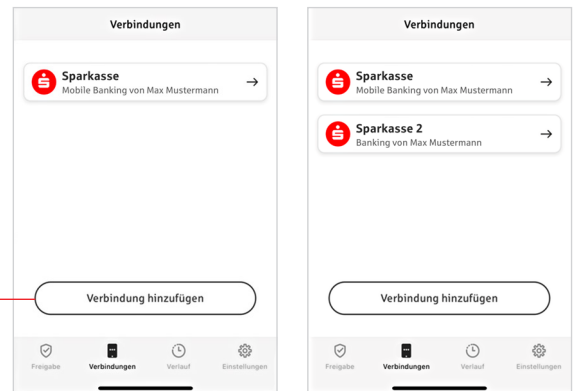 Verbindungen
Sparkasse
Mobile Banking von Max Mustermann
Verbindung hinzufügen
Freigabe Verbindungen Verlauf Einstellungen
Verbindungen
Sparkasse
Mobile Banking von Max Mustermann
Sparkasse 2
Banking von Max Mustermann
Verbindung hinzufügen
Freigabe Verbindungen Verlauf Einstellungen